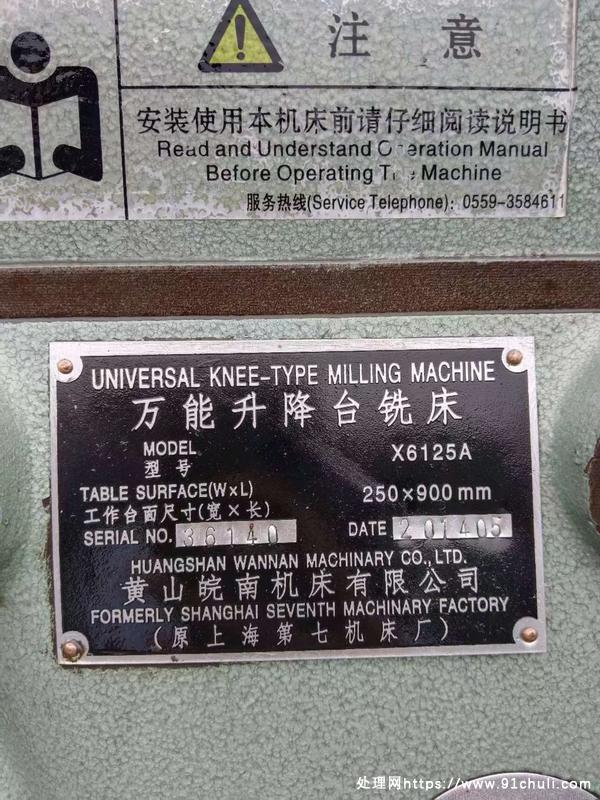 注 意
安装使用本机床前请仔细阅读说明书
Read and Understand O eration Manual
Before Operating T e Machine
服务热线(Service Telephone): 0559-3584611
UNIVERSAL KNEE-TYPE MILLING MACHINE
万能升降台铣床
MODEL
型号 X6125A
TABLE SURFACE(W×L) 250×900mm
工作台面尺寸(宽×长)
SERIAL NO. 36140 DATE 201405
HUANGSHAN WANNAN MACHINARY CO., LTD.
黄山皖南机床有限公司
FORMERLY SHANGHAI SEVENTH MACHINARY FACTORY
(原上海第七机床厂)
处理网https://www.91chuli.com/